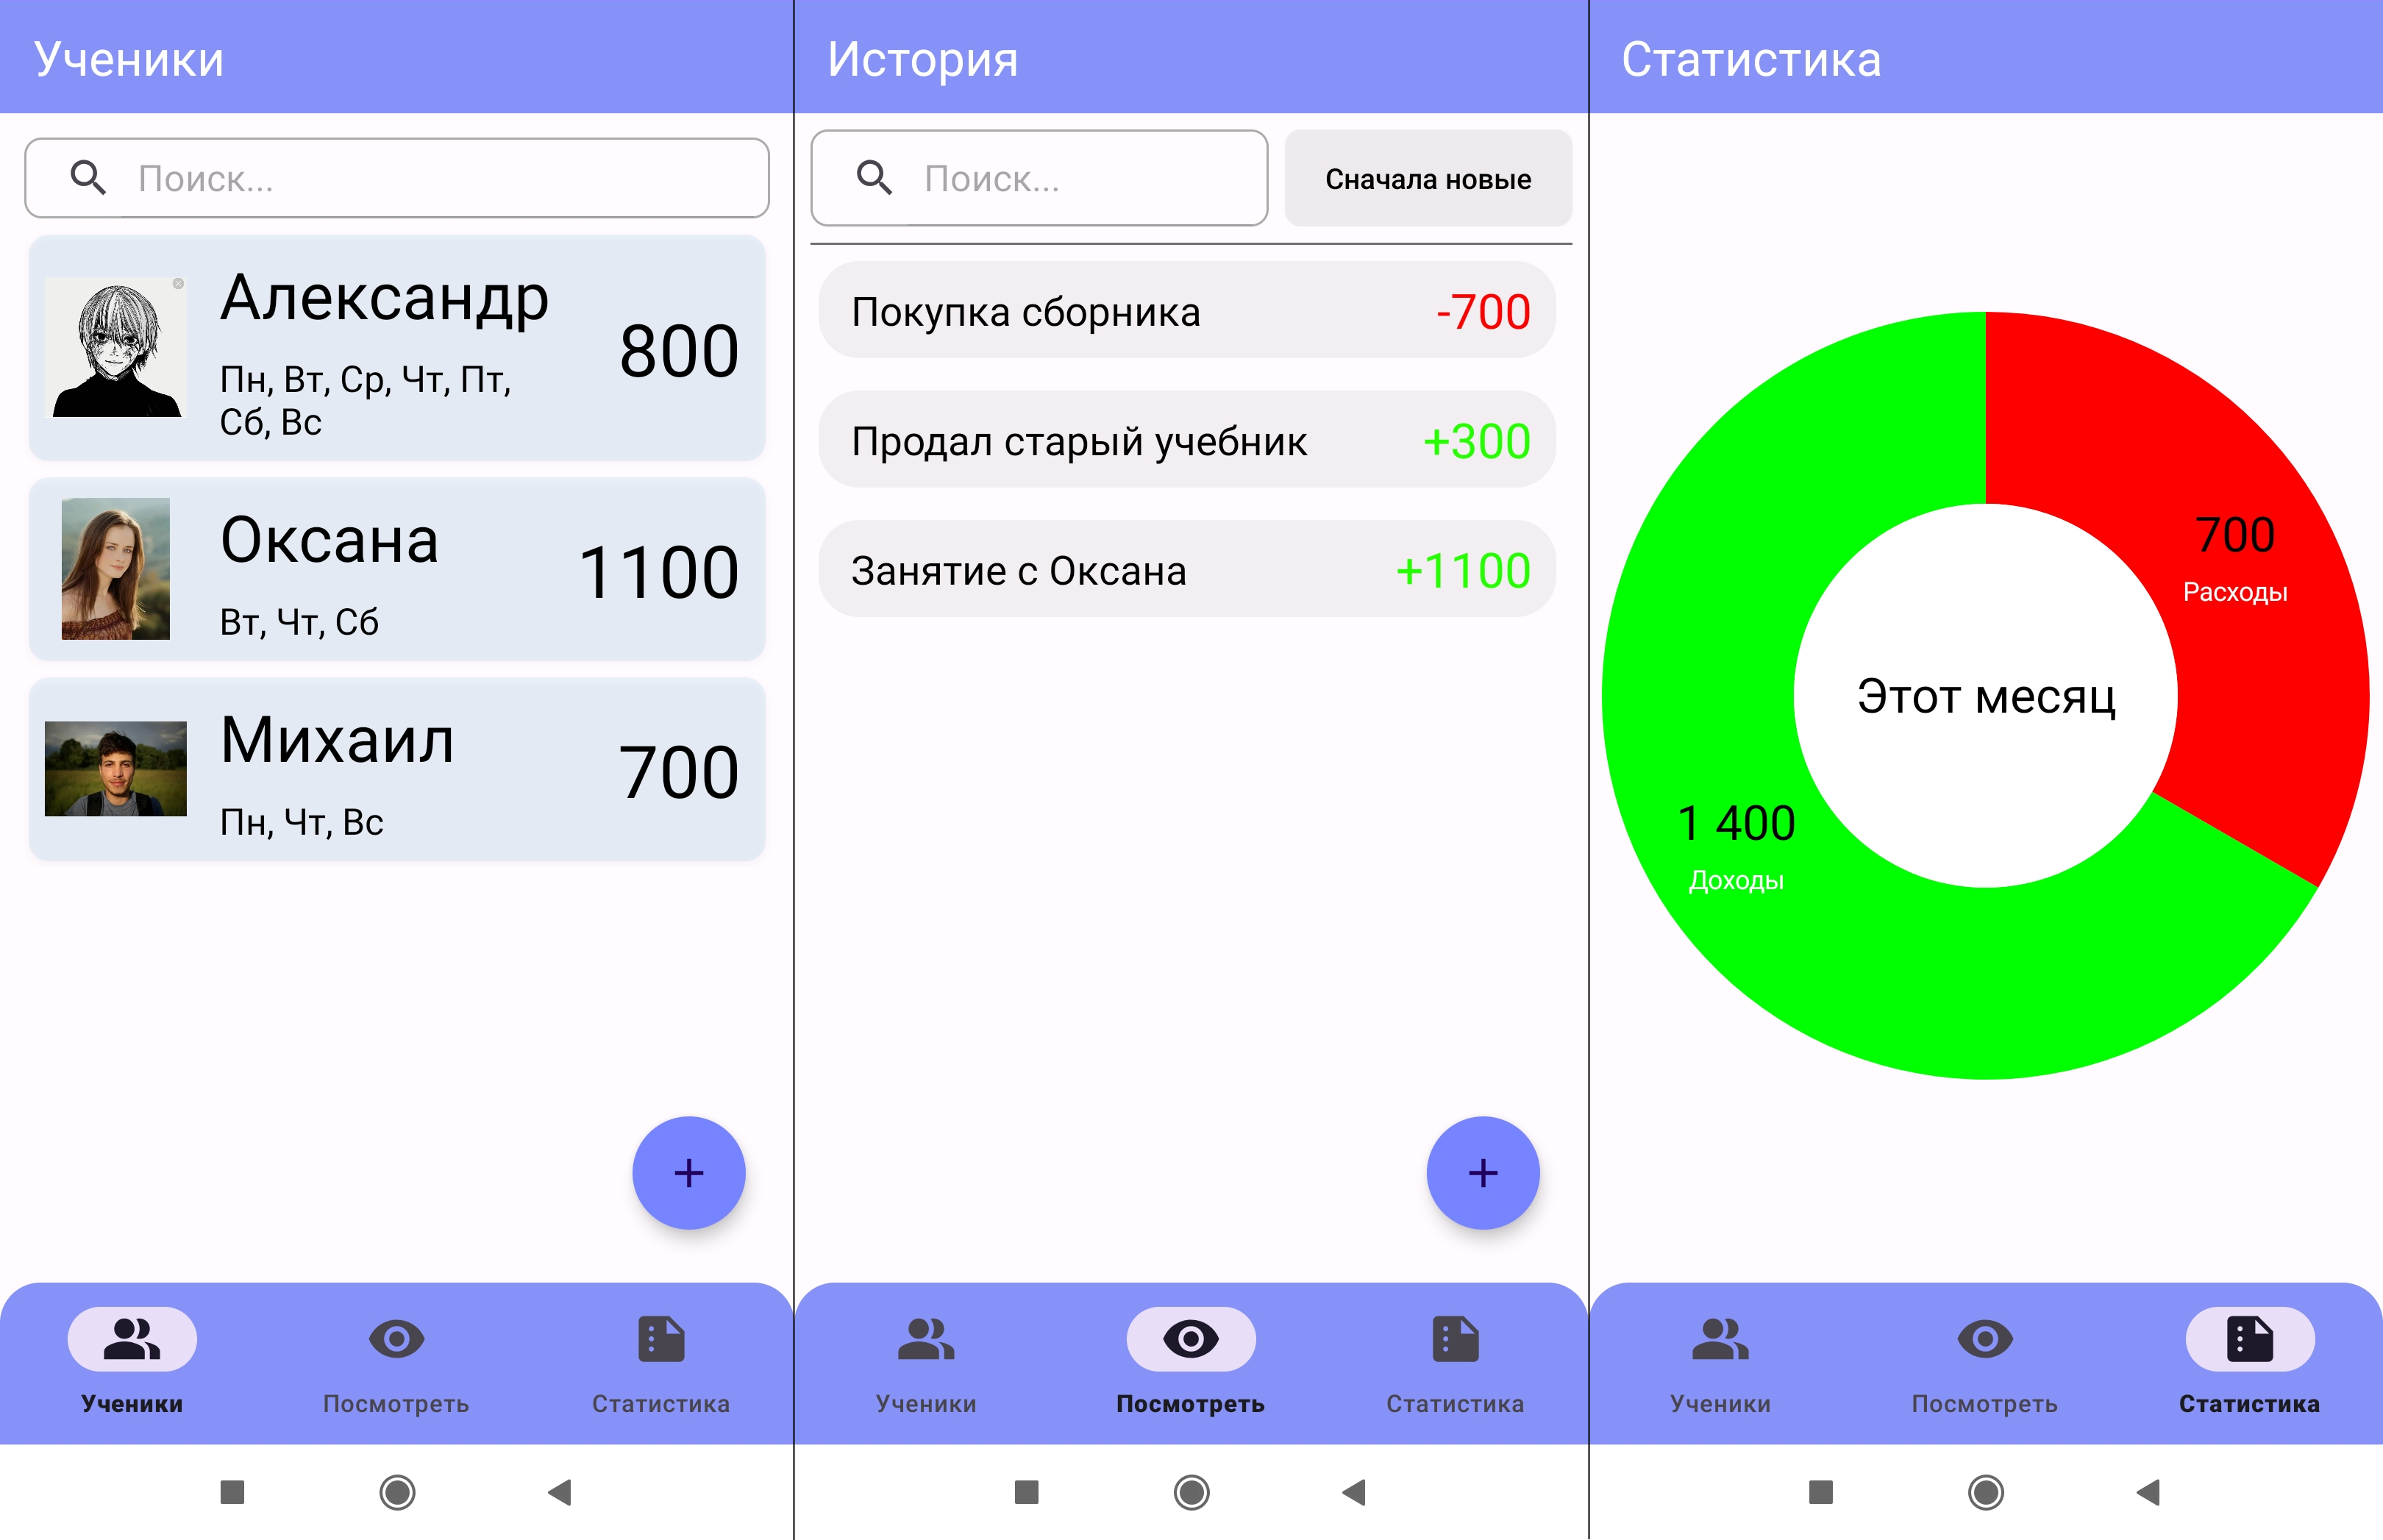 Ученики
Поиск...
Александр
800
Пн, Вт, Ср, Чт, Пт,
Сб, Вс
Оксана
1100
Вт, Чт, Сб
Михаил
700
Пн, Чт, Вс
Ученики
Посмотреть
Статистика
История
Поиск...
Сначала новые
Покупка сборника
-700
Продал старый учебник
+300
Занятие с Оксана
+1100
Ученики
Посмотреть
Статистика
Статистика
700
Расходы
Этот месяц
1 400
Доходы
Ученики
Посмотреть
Статистика